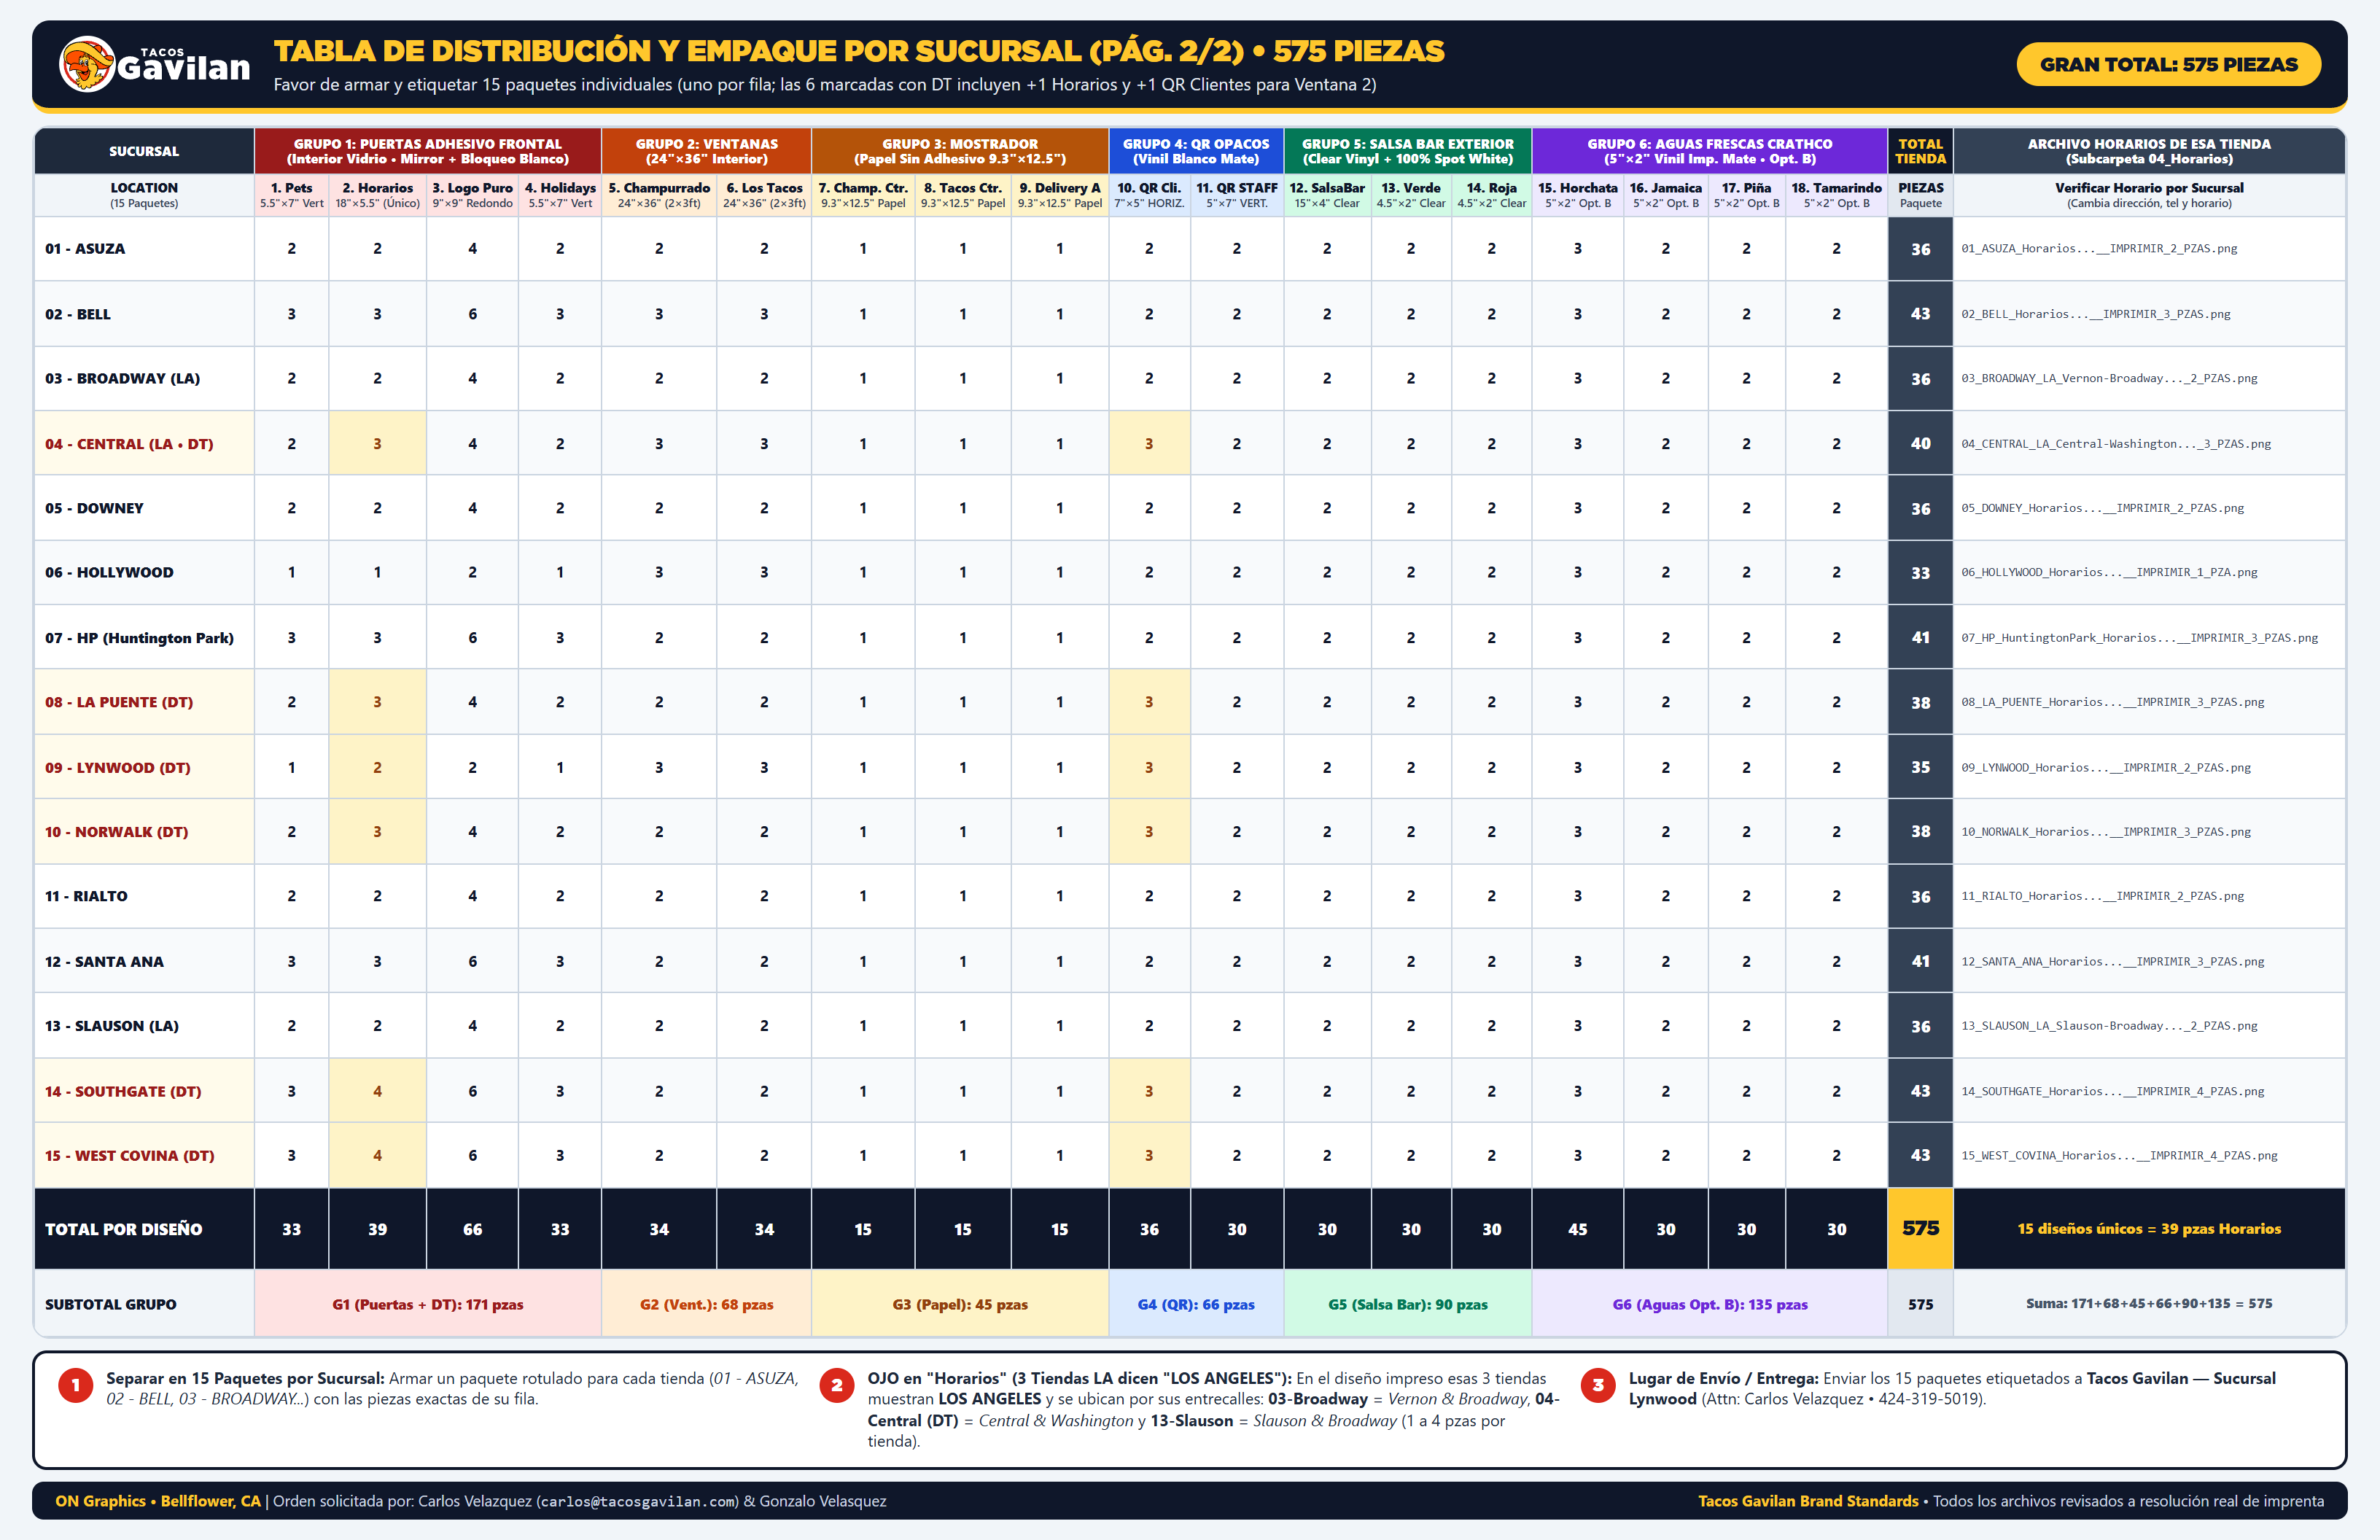 TACOS
Gavilan
TABLA DE DISTRIBUCIÓN Y EMPAQUE POR SUCURSAL (PÁG. 2/2) • 575 PIEZAS
Favor de armar y etiquetar 15 paquetes individuales (uno por fila; las 6 marcadas con DT incluyen +1 Horarios y +1 QR Clientes para Ventana 2)
GRAN TOTAL: 575 PIEZAS
SUCURSAL
GRUPO 1: PUERTAS ADHESIVO FRONTAL
(Interior Vidrio • Mirror + Bloqueo Blanco)
GRUPO 2: VENTANAS
(24"×36" Interior)
GRUPO 3: MOSTRADOR
(Papel Sin Adhesivo 9.3"×12.5")
GRUPO 4: QR OPACOS
(Vinil Blanco Mate)
GRUPO 5: SALSA BAR EXTERIOR
(Clear Vinyl + 100% Spot White)
GRUPO 6: AGUAS FRESCAS CRATHCO
(5"×2" Vinil Imp. Mate • Opt. B)
TOTAL
TIENDA
ARCHIVO HORARIOS DE ESA TIENDA
(Subcarpeta 04_Horarios)
LOCATION
(15 Paquetes)
1. Pets
5.5"×7" Vert
2. Horarios
18"×5.5" (Único)
3. Logo Puro
9"×9" Redondo
4. Holidays
5.5"×7" Vert
5. Champurrado
24"×36" (2×3ft)
6. Los Tacos
24"×36" (2×3ft)
7. Champ. Ctr.
9.3"×12.5" Papel
8. Tacos Ctr.
9.3"×12.5" Papel
9. Delivery A
9.3"×12.5" Papel
10. QR Cli.
7"×5" HORIZ.
11. QR STAFF
5"×7" VERT.
12. SalsaBar
15"×4" Clear
13. Verde
4.5"×2" Clear
14. Roja
4.5"×2" Clear
15. Horchata
5"×2" Opt. B
16. Jamaica
5"×2" Opt. B
17. Piña
5"×2" Opt. B
18. Tamarindo
5"×2" Opt. B
PIEZAS
Paquete
Verificar Horario por Sucursal
(Cambia dirección, tel y horario)
01 - ASUZA 2 2 4 2 2 2 1 1 1 2 2 2 2 2 3 2 2 2 36 01_ASUZA_Horarios...__IMPRIMIR_2_PZAS.png
02 - BELL 3 3 6 3 3 3 1 1 1 2 2 2 2 2 3 2 2 2 43 02_BELL_Horarios...__IMPRIMIR_3_PZAS.png
03 - BROADWAY (LA) 2 2 4 2 2 2 1 1 1 2 2 2 2 2 3 2 2 2 36 03_BROADWAY_LA_Vernon-Broadway..._2_PZAS.png
04 - CENTRAL (LA • DT) 2 3 4 2 3 3 1 1 1 3 2 2 2 2 3 2 2 2 40 04_CENTRAL_LA_Central-Washington..._3_PZAS.png
05 - DOWNEY 2 2 4 2 2 2 1 1 1 2 2 2 2 2 3 2 2 2 36 05_DOWNEY_Horarios...__IMPRIMIR_2_PZAS.png
06 - HOLLYWOOD 1 1 2 1 3 3 1 1 1 2 2 2 2 2 3 2 2 2 33 06_HOLLYWOOD_Horarios...__IMPRIMIR_1_PZA.png
07 - HP (Huntington Park) 3 3 6 3 2 2 1 1 1 2 2 2 2 2 3 2 2 2 41 07_HP_HuntingtonPark_Horarios...__IMPRIMIR_3_PZAS.png
08 - LA PUENTE (DT) 2 3 4 2 2 2 1 1 1 3 2 2 2 2 3 2 2 2 38 08_LA_PUENTE_Horarios...__IMPRIMIR_3_PZAS.png
09 - LYNWOOD (DT) 1 2 2 1 3 3 1 1 1 3 2 2 2 2 3 2 2 2 35 09_LYNWOOD_Horarios...__IMPRIMIR_2_PZAS.png
10 - NORWALK (DT) 2 3 4 2 2 2 1 1 1 3 2 2 2 2 3 2 2 2 38 10_NORWALK_Horarios...__IMPRIMIR_3_PZAS.png
11 - RIALTO 2 2 4 2 2 2 1 1 1 2 2 2 2 2 3 2 2 2 36 11_RIALTO_Horarios...__IMPRIMIR_2_PZAS.png
12 - SANTA ANA 3 3 6 3 2 2 1 1 1 2 2 2 2 2 3 2 2 2 41 12_SANTA_ANA_Horarios...__IMPRIMIR_3_PZAS.png
13 - SLAUSON (LA) 2 2 4 2 2 2 1 1 1 2 2 2 2 2 3 2 2 2 36 13_SLAUSON_LA_Slauson-Broadway..._2_PZAS.png
14 - SOUTHGATE (DT) 3 4 6 3 2 2 1 1 1 3 2 2 2 2 3 2 2 2 43 14_SOUTHGATE_Horarios...__IMPRIMIR_4_PZAS.png
15 - WEST COVINA (DT) 3 4 6 3 2 2 1 1 1 3 2 2 2 2 3 2 2 2 43 15_WEST_COVINA_Horarios...__IMPRIMIR_4_PZAS.png
TOTAL POR DISEÑO 33 39 66 33 34 34 15 15 15 36 30 30 30 30 45 30 30 30 575 15 diseños únicos = 39 pzas Horarios
SUBTOTAL GRUPO G1 (Puertas + DT): 171 pzas G2 (Vent.): 68 pzas G3 (Papel): 45 pzas G4 (QR): 66 pzas G5 (Salsa Bar): 90 pzas G6 (Aguas Opt. B): 135 pzas 575 Suma: 171+68+45+66+90+135 = 575
1
Separar en 15 Paquetes por Sucursal: Armar un paquete rotulado para cada tienda (01 - ASUZA,
02 - BELL, 03 - BROADWAY...) con las piezas exactas de su fila.
2
OJO en "Horarios" (3 Tiendas LA dicen "LOS ANGELES"): En el diseño impreso esas 3 tiendas
muestran LOS ANGELES y se ubican por sus entrecalles: 03-Broadway = Vernon & Broadway, 04-
Central (DT) = Central & Washington y 13-Slauson = Slauson & Broadway (1 a 4 pzas por
tienda).
3
Lugar de Envío / Entrega: Enviar los 15 paquetes etiquetados a Tacos Gavilan — Sucursal
Lynwood (Attn: Carlos Velazquez • 424-319-5019).
ON Graphics • Bellflower, CA | Orden solicitada por: Carlos Velazquez (carlos@tacosgavilan.com) & Gonzalo Velasquez
Tacos Gavilan Brand Standards • Todos los archivos revisados a resolución real de imprenta